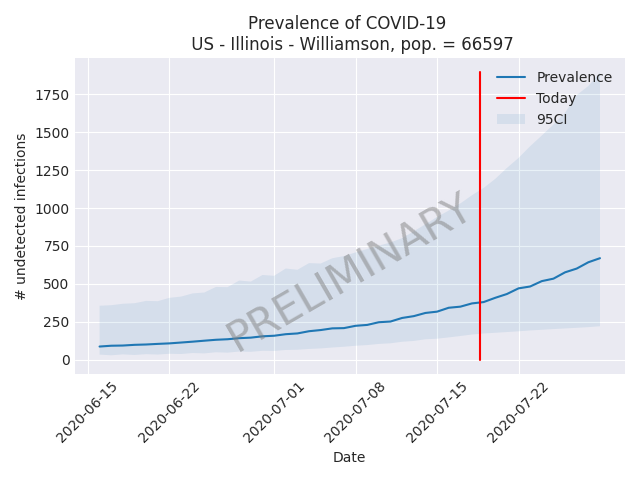 Prevalence of COVID-19
US - Illinois - Williamson, pop. = 66597
Prevalence
Today
95CI
1750
1500
1250
1000
750
500
250
0
# undetected infections
PRELIMINARY
2020-06-15
2020-06-22
2020-07-01
2020-07-08
2020-07-15
2020-07-22
Date